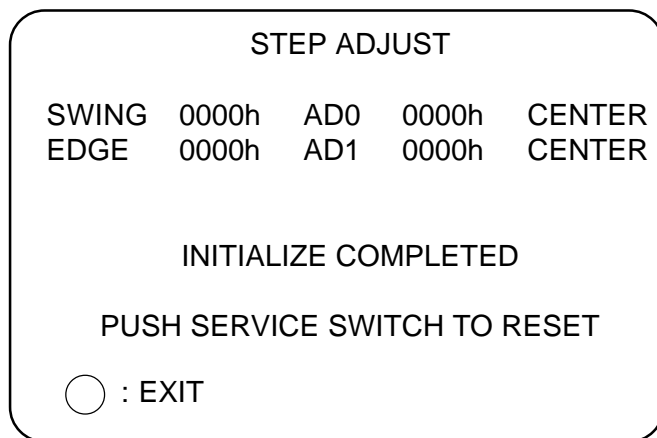 STEP ADJUST
SWING 0000h AD0 0000h CENTER
EDGE 0000h AD1 0000h CENTER
INITIALIZE COMPLETED
PUSH SERVICE SWITCH TO RESET
: EXIT